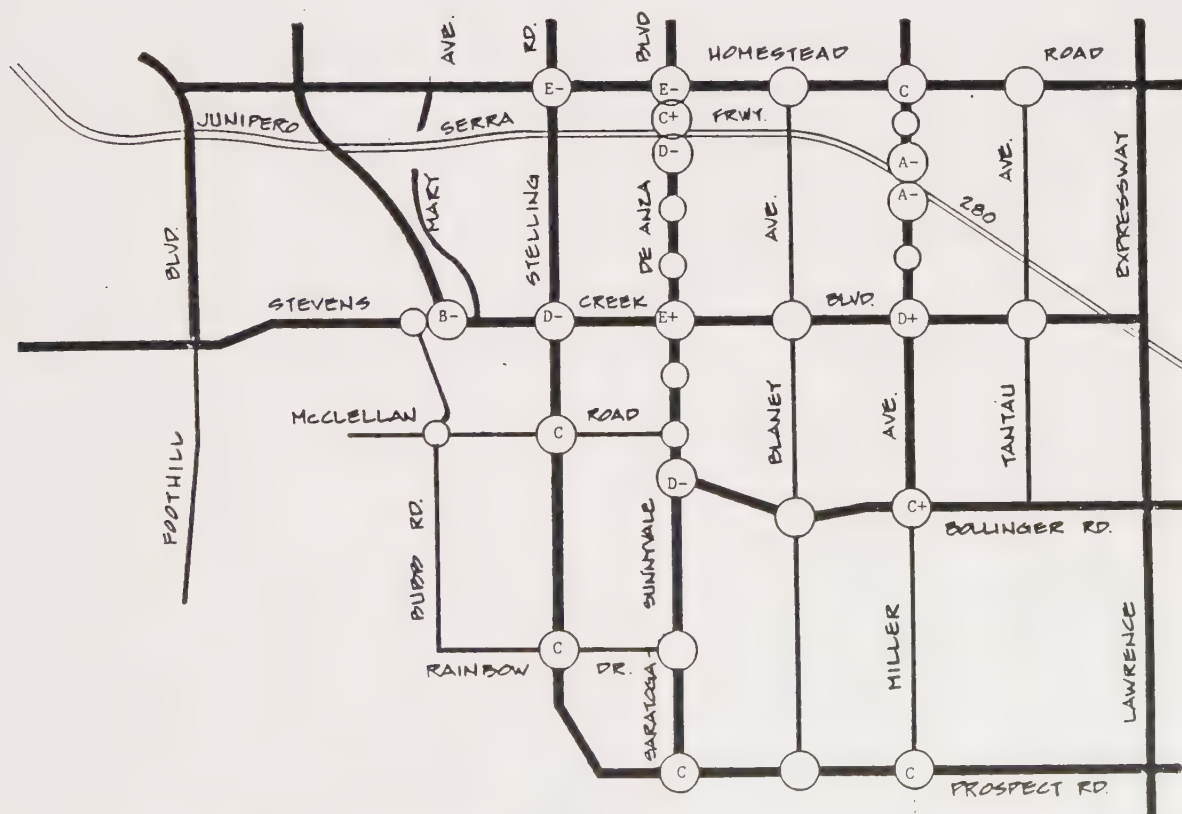 AVE.
RD.
BLVD
HOMESTEAD
ROAD
E-
E-
C
C+
JUNIPERO
SERRA
FRWY.
D-
A-
A-
280
BLVD.
MARY
STELLING
DE ANZA
AVE.
AVE.
EXPRESSWAY
STEVENS
CREEK
BLVD.
B-
D-
E+
D+
MCCLELLAN
ROAD
C
D-
C+
FOOTHILL
BUBB RD.
SUNNYVALE
BLANEY
AVE.
TANTAU
BOLLINGER RD.
RAINBOW
DR.
C
SARATOGA-
MILLER
LAWRENCE
C
C
PROSPECT RD.